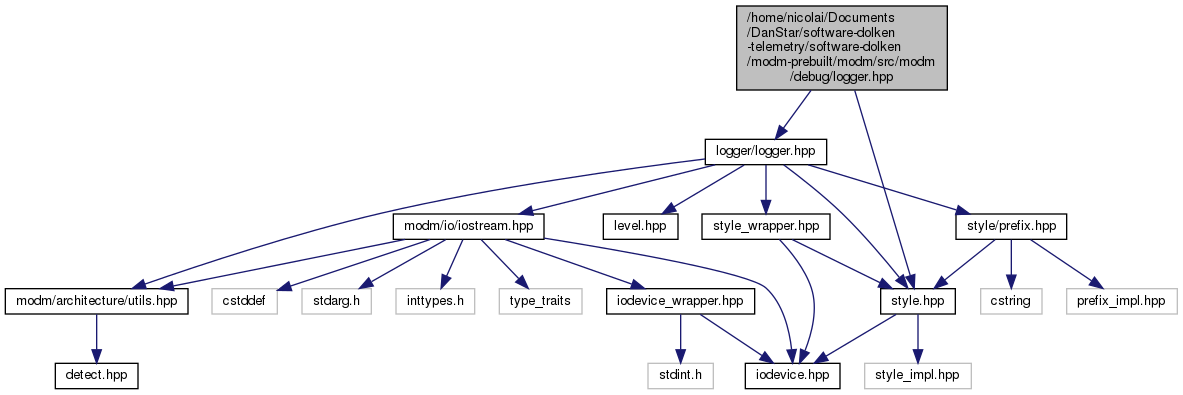 /home/nicolai/Documents
/DanStar/software-dolken
-telemetry/software-dolken
/modm-prebuilt/modm/src/modm
/debug/logger.hpp
logger/logger.hpp
modm/io/iostream.hpp
level.hpp
style_wrapper.hpp
style/prefix.hpp
modm/architecture/utils.hpp
cstddef
stdarg.h
inttypes.h
type_traits
iodevice_wrapper.hpp
style.hpp
cstring
prefix_impl.hpp
detect.hpp
stdint.h
iodevice.hpp
style_impl.hpp